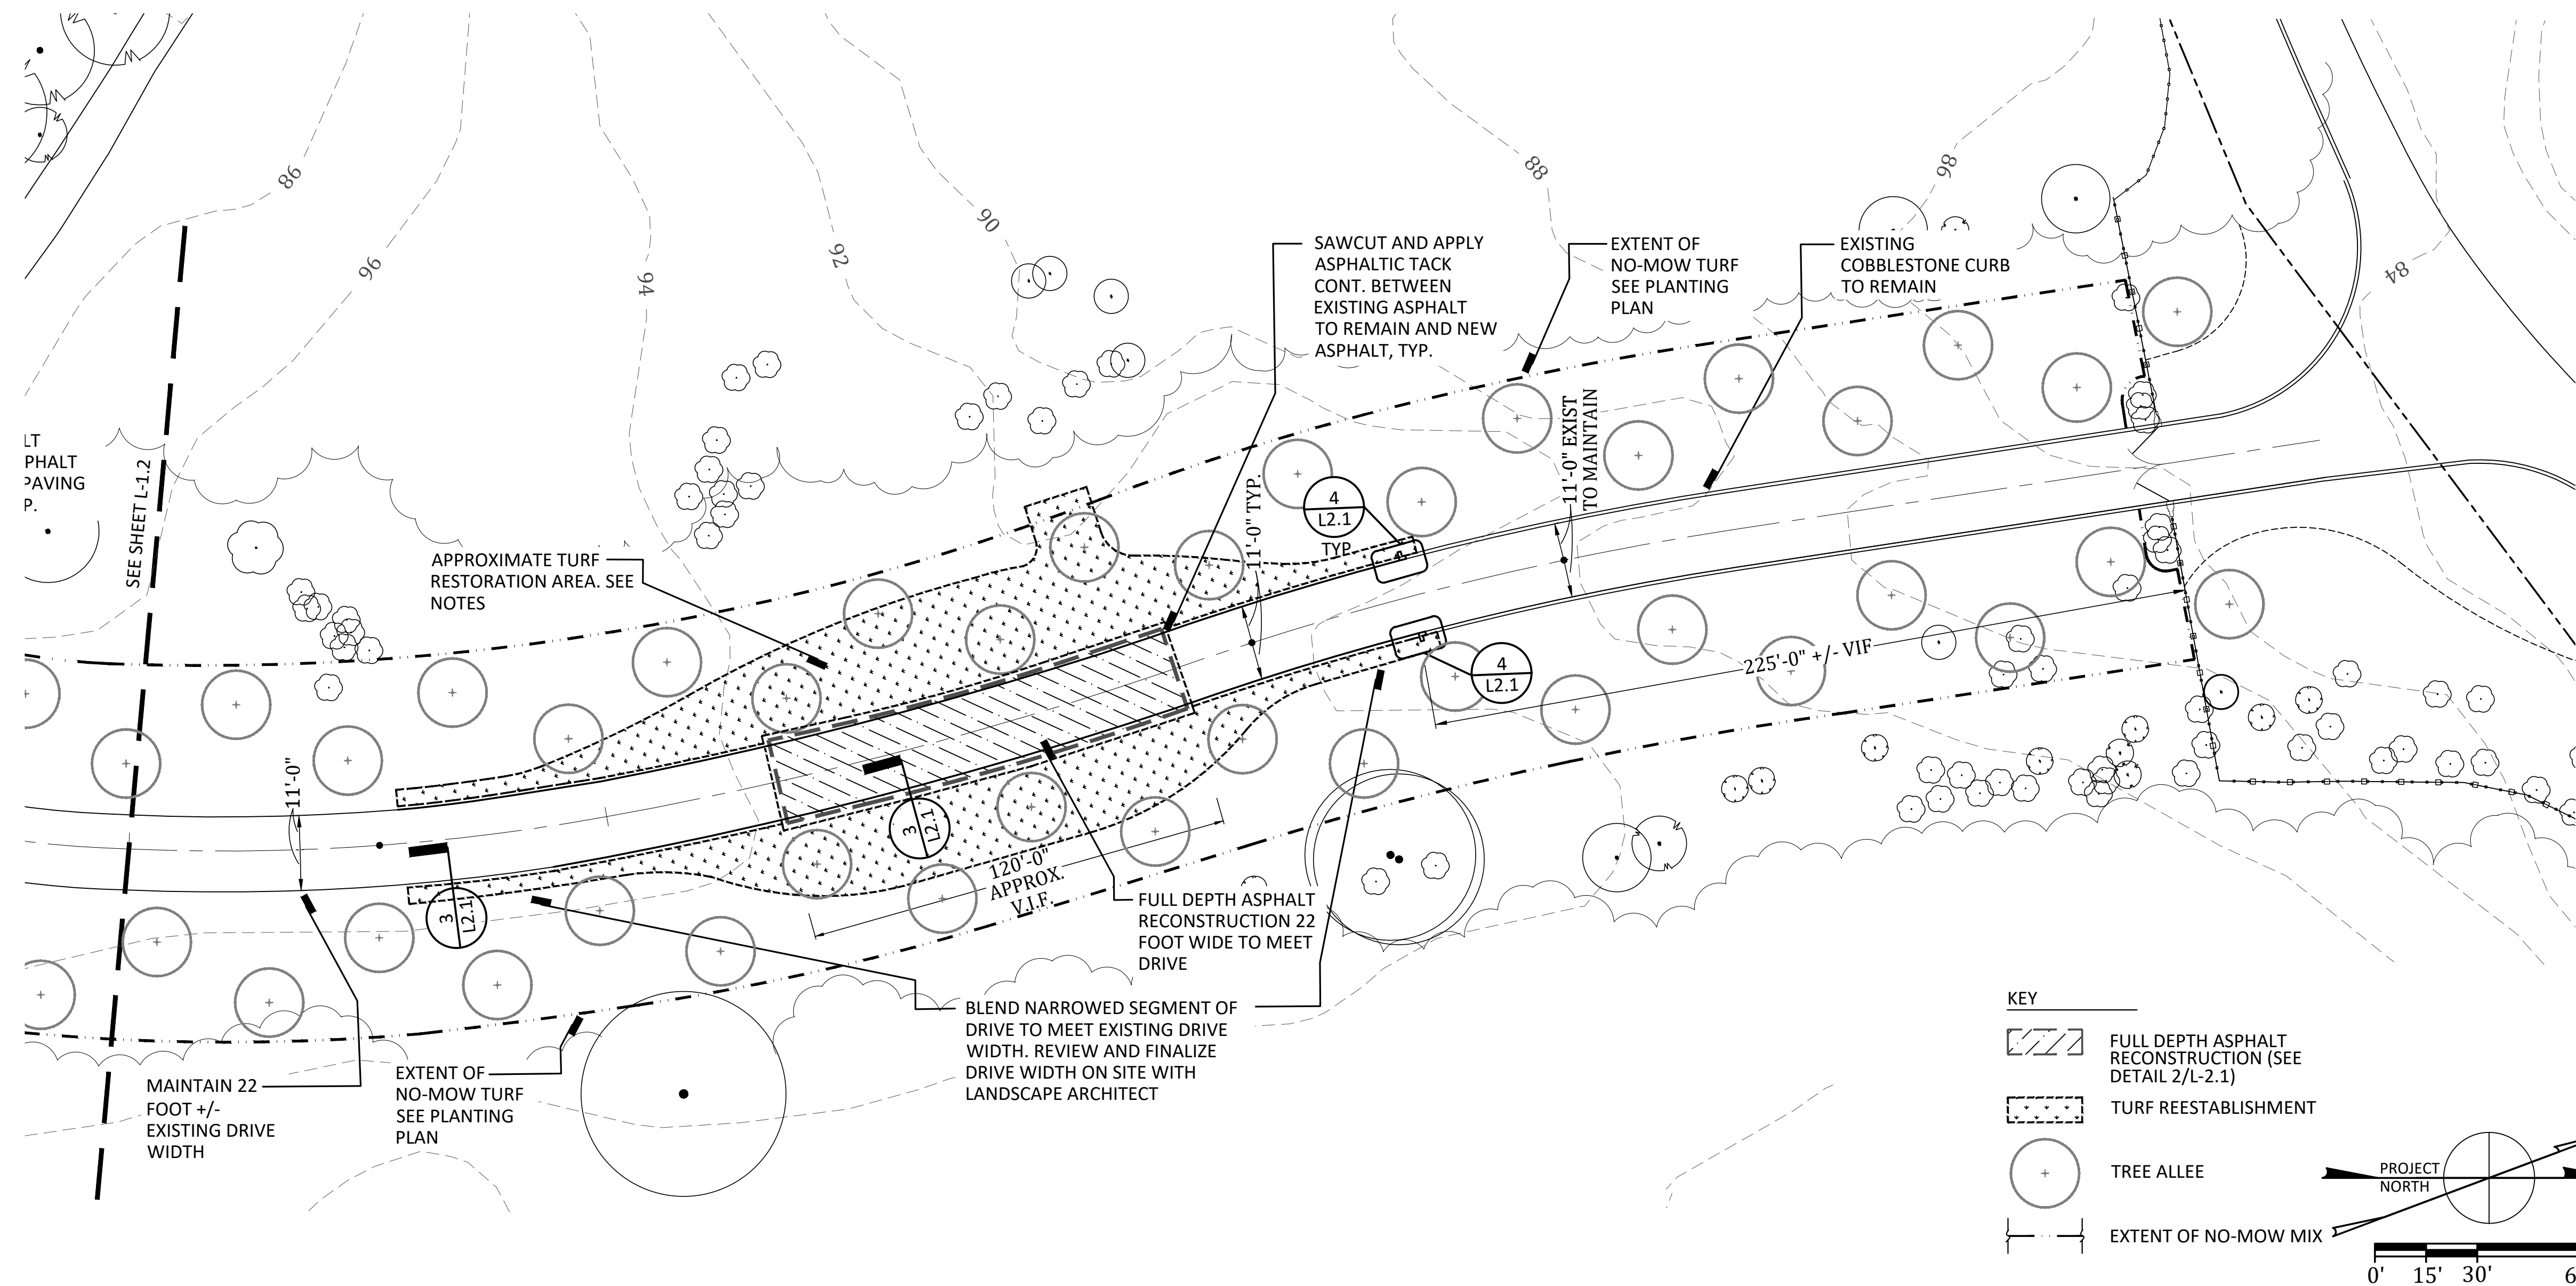 98
96
94
92
90
88
86
84
LT
PHALT
PAVING
P.
SEE SHEET L-1.2
SAWCUT AND APPLY
ASPHALTIC TACK
CONT. BETWEEN
EXISTING ASPHALT
TO REMAIN AND NEW
ASPHALT, TYP.
EXTENT OF
NO-MOW TURF
SEE PLANTING
PLAN
EXISTING
COBBLESTONE CURB
TO REMAIN
APPROXIMATE TURF
RESTORATION AREA. SEE
NOTES
11'-0" TYP.
4
L2.1
TYP
11'-0" EXIST
TO MAINTAIN
4
L2.1
225'-0" +/- VIF
11'-0"
3
L2.1
3
L2.1
120'-0"
APPROX.
V.I.F.
FULL DEPTH ASPHALT
RECONSTRUCTION 22
FOOT WIDE TO MEET
DRIVE
BLEND NARROWED SEGMENT OF
DRIVE TO MEET EXISTING DRIVE
WIDTH. REVIEW AND FINALIZE
DRIVE WIDTH ON SITE WITH
LANDSCAPE ARCHITECT
MAINTAIN 22
FOOT +/-
EXISTING DRIVE
WIDTH
EXTENT OF
NO-MOW TURF
SEE PLANTING
PLAN
KEY
FULL DEPTH ASPHALT
RECONSTRUCTION (SEE
DETAIL 2/L-2.1)
TURF REESTABLISHMENT
TREE ALLEE
EXTENT OF NO-MOW MIX
PROJECT
NORTH
0' 15' 30' 6